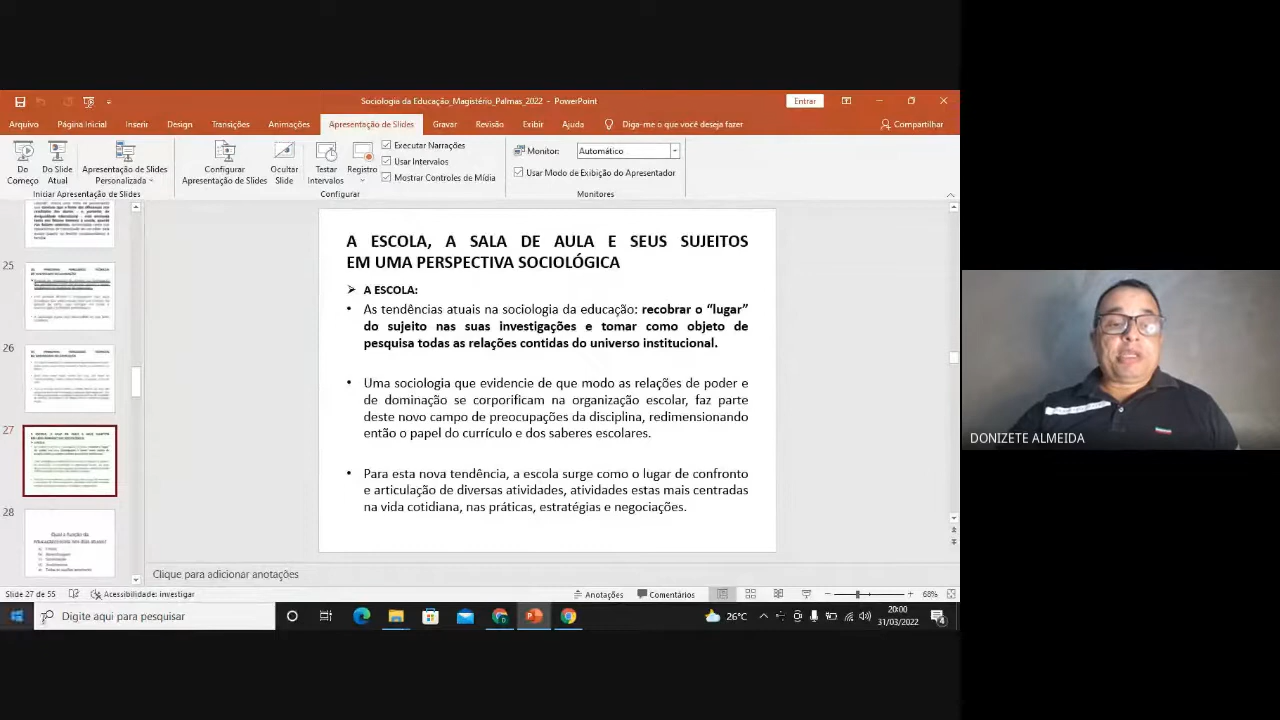 Sociologia da Educação_Magistério_Palmas_2022 - PowerPoint
Entrar
Arquivo Página Inicial Inserir Design Transições Animações Apresentação de Slides Gravar Revisão Exibir Ajuda Diga-me o que você deseja fazer Compartilhar
Do Começo
Do Slide Atual
Apresentação de Slides Personalizada
Configurar Apresentação de Slides
Ocultar Slide
Testar Intervalos
Registro
Executar Narrações
Usar Intervalos
Mostrar Controles de Mídia
Monitor: Automático
Usar Modo de Exibição do Apresentador
Iniciar Apresentação de Slides
Configurar
Monitores
25
26
27
28
A ESCOLA, A SALA DE AULA E SEUS SUJEITOS
EM UMA PERSPECTIVA SOCIOLÓGICA
A ESCOLA:
• As tendências atuais na sociologia da educação: recobrar o “lugar”
do sujeito nas suas investigações e tomar como objeto de
pesquisa todas as relações contidas do universo institucional.
• Uma sociologia que evidencie de que modo as relações de poder e
de dominação se corporificam na organização escolar, faz parte
deste novo campo de preocupações da disciplina, redimensionando
então o papel do currículo e dos saberes escolares.
• Para esta nova tendência a escola surge como o lugar de confronto
e articulação de diversas atividades, atividades estas mais centradas
na vida cotidiana, nas práticas, estratégias e negociações.
DONIZETE ALMEIDA
Clique para adicionar anotações
Slide 27 de 55 Acessibilidade: investigar Anotações Comentários 68%
Digite aqui para pesquisar
26°C
20:00
31/03/2022
4